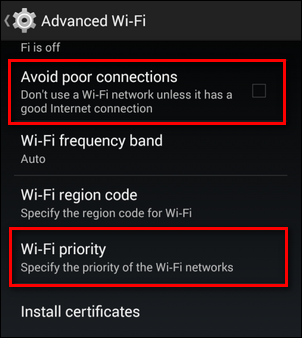 Advanced Wi-Fi
Fi is off
Avoid poor connections
Don't use a Wi-Fi network unless it has a
good Internet connection
Wi-Fi frequency band
Auto
Wi-Fi region code
Specify the region code for Wi-Fi
Wi-Fi priority
Specify the priority of the Wi-Fi networks
Install certificates